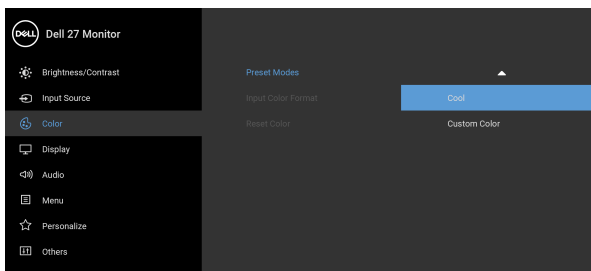 DELL Dell 27 Monitor
Brightness/Contrast
Preset Modes
Input Source
Input Color Format
Cool
Color
Reset Color
Custom Color
Display
Audio
Menu
Personalize
Others